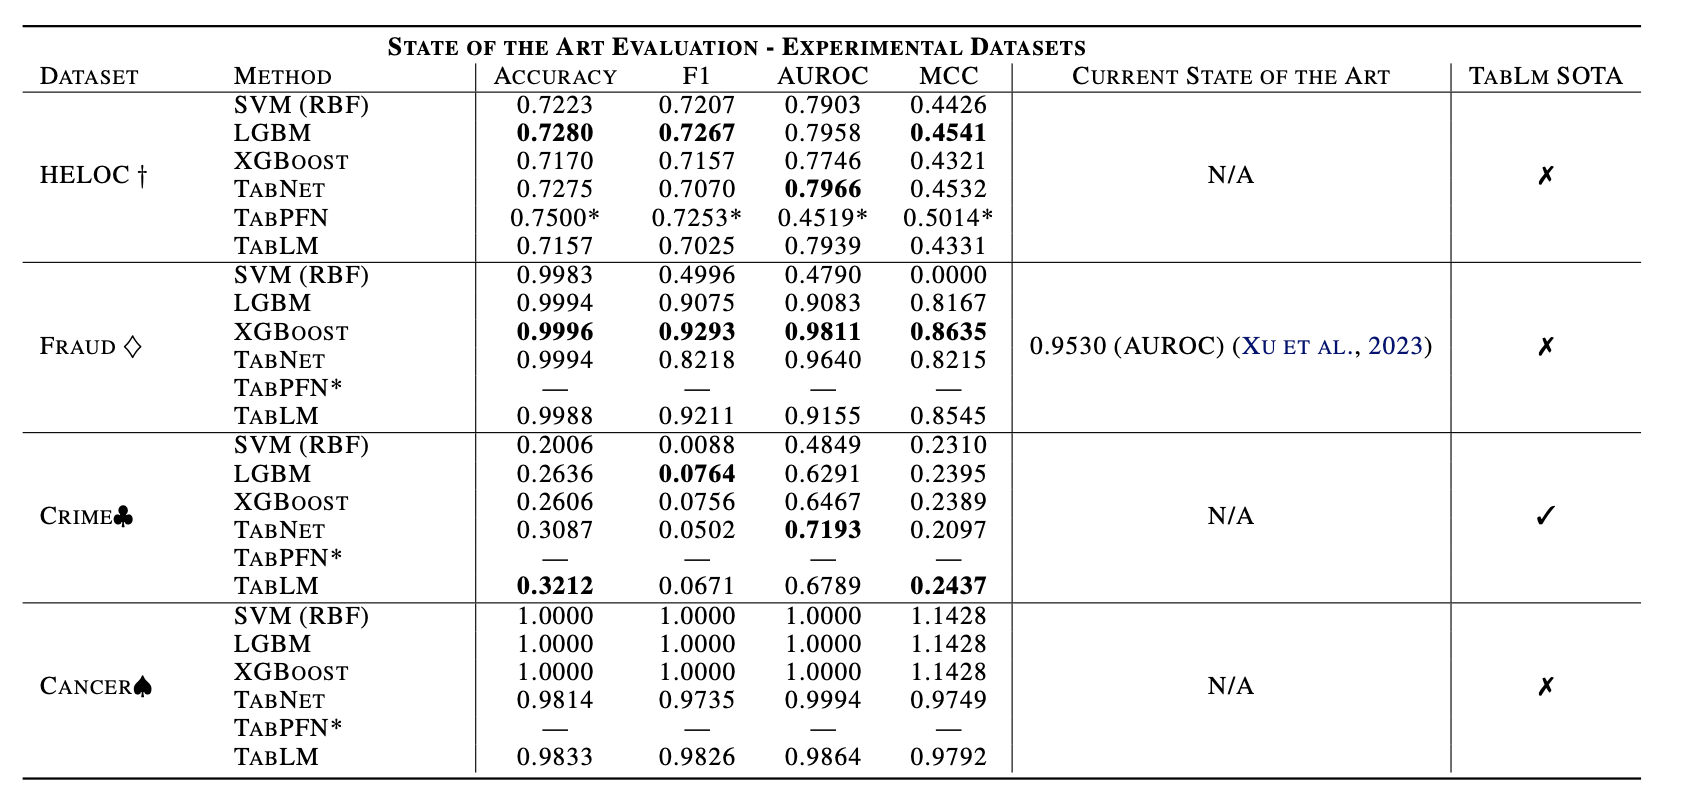 STATE OF THE ART EVALUATION - EXPERIMENTAL DATASETS
DATASET METHOD ACCURACY F1 AUROC MCC CURRENT STATE OF THE ART TABLM SOTA
SVM (RBF) 0.7223 0.7207 0.7903 0.4426
LGBM 0.7280 0.7267 0.7958 0.4541
XGBOOST 0.7170 0.7157 0.7746 0.4321
HELOC † N/A ✗
TABNET 0.7275 0.7070 0.7966 0.4532
TABPFN 0.7500* 0.7253* 0.4519* 0.5014*
TABLM 0.7157 0.7025 0.7939 0.4331
SVM (RBF) 0.9983 0.4996 0.4790 0.0000
LGBM 0.9994 0.9075 0.9083 0.8167
XGBOOST 0.9996 0.9293 0.9811 0.8635
FRAUD ♢ 0.9530 (AUROC) (XU ET AL., 2023) ✗
TABNET 0.9994 0.8218 0.9640 0.8215
TABPFN* — — — —
TABLM 0.9988 0.9211 0.9155 0.8545
SVM (RBF) 0.2006 0.0088 0.4849 0.2310
LGBM 0.2636 0.0764 0.6291 0.2395
XGBOOST 0.2606 0.0756 0.6467 0.2389
CRIME♣ N/A ✓
TABNET 0.3087 0.0502 0.7193 0.2097
TABPFN* — — — —
TABLM 0.3212 0.0671 0.6789 0.2437
SVM (RBF) 1.0000 1.0000 1.0000 1.1428
LGBM 1.0000 1.0000 1.0000 1.1428
XGBOOST 1.0000 1.0000 1.0000 1.1428
CANCER♠ N/A ✗
TABNET 0.9814 0.9735 0.9994 0.9749
TABPFN* — — — —
TABLM 0.9833 0.9826 0.9864 0.9792